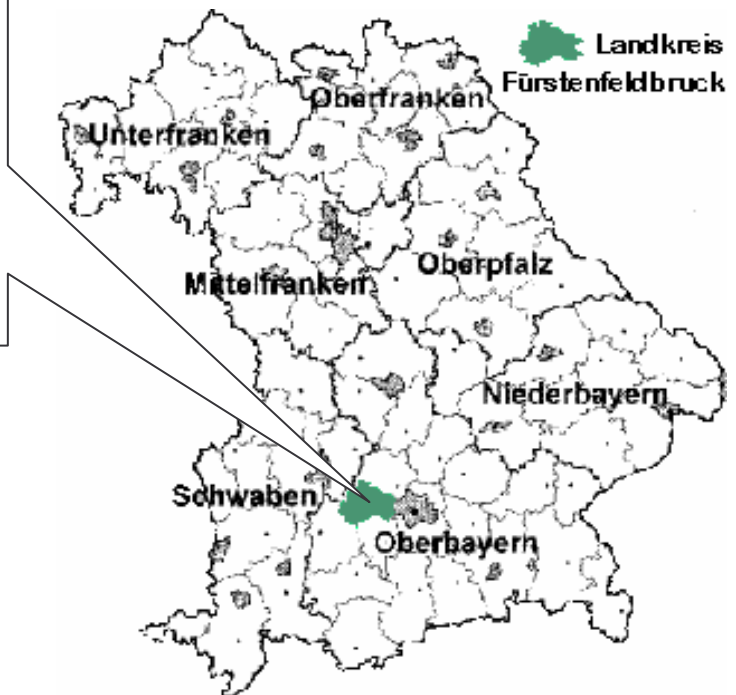 Landkreis
Fürstenfeldbruck
Oberfranken
Unterfranken
Oberpfalz
Mittelfranken
Niederbayern
Schwaben
Oberbayern